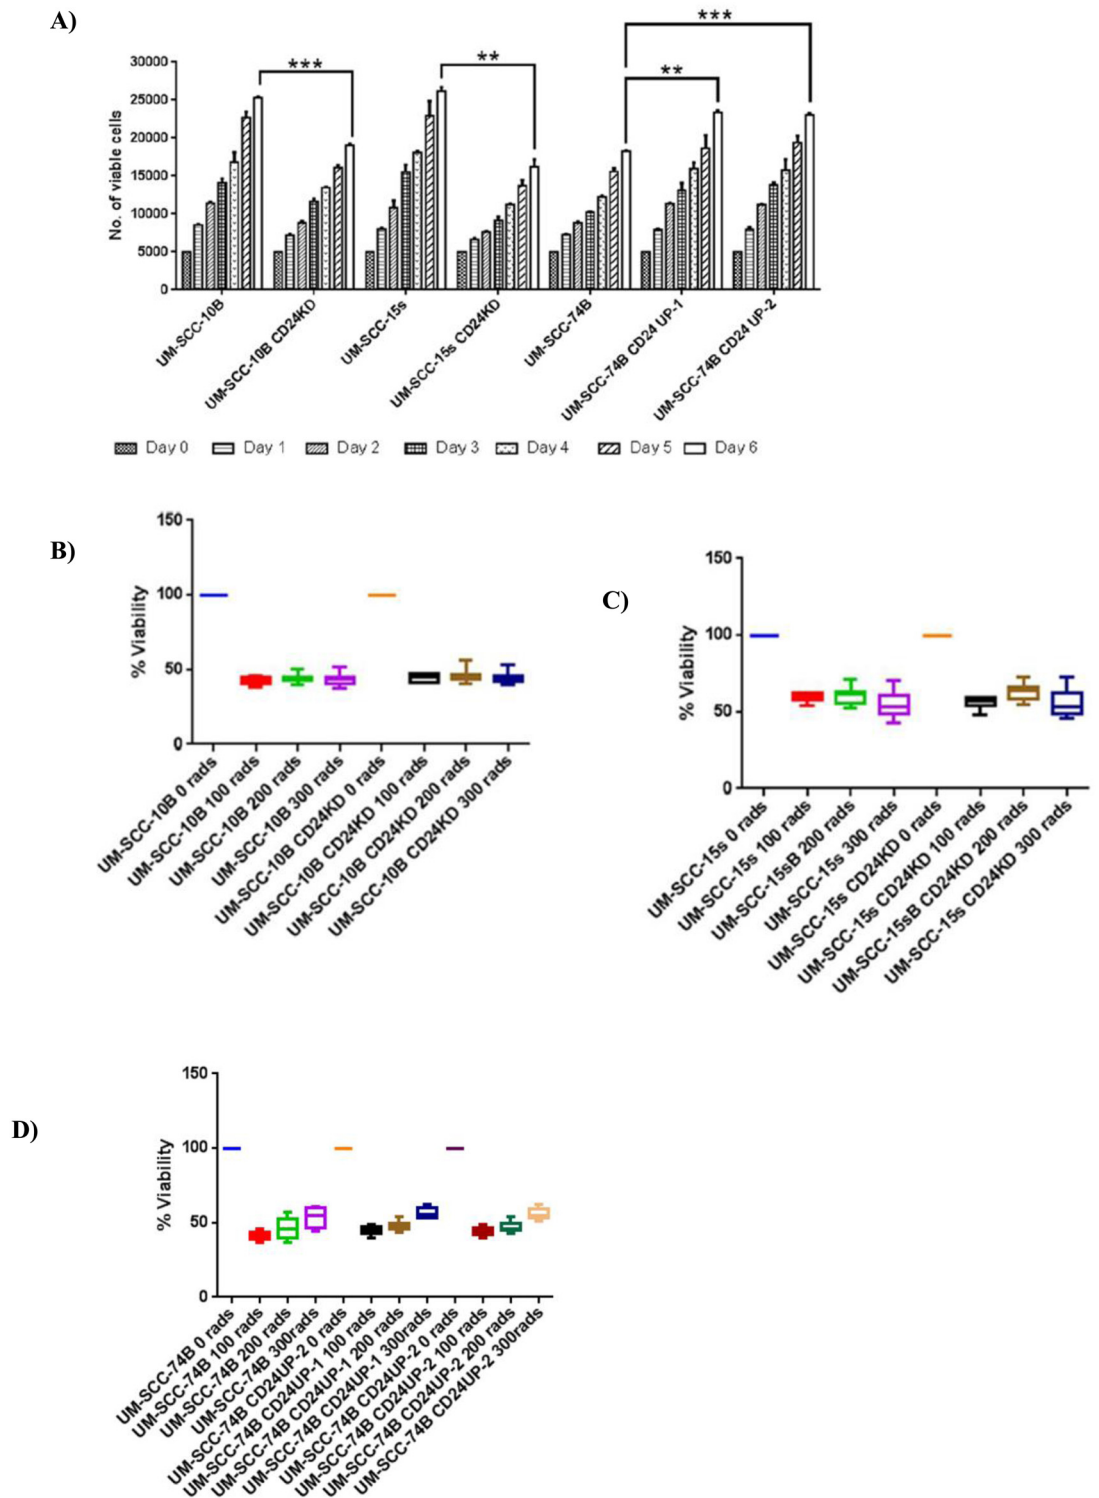 A)
***
**
***
**
30000
25000
20000
15000
10000
5000
0
No. of viable cells
UM-SCC-10B
UM-SCC-10B CD24KD
UM-SCC-15s
UM-SCC-15s CD24KD
UM-SCC-74B
UM-SCC-74B CD24 UP-1
UM-SCC-74B CD24 UP-2
Day 0 Day 1 Day 2 Day 3 Day 4 Day 5 Day 6
B)
150
100
50
0
% Viability
UM-SCC-10B 0 rads
UM-SCC-10B 100 rads
UM-SCC-10B 200 rads
UM-SCC-10B 300 rads
UM-SCC-10B CD24KD 0 rads
UM-SCC-10B CD24KD 100 rads
UM-SCC-10B CD24KD 200 rads
UM-SCC-10B CD24KD 300 rads
C)
150
100
50
0
% Viability
UM-SCC-15s 0 rads
UM-SCC-15s 100 rads
UM-SCC-15sB 200 rads
UM-SCC-15s 300 rads
UM-SCC-15s CD24KD 0 rads
UM-SCC-15s CD24KD 100 rads
UM-SCC-15sB CD24KD 200 rads
UM-SCC-15s CD24KD 300 rads
D)
150
100
50
0
% Viability
UM-SCC-74B 0 rads
UM-SCC-74B 100 rads
UM-SCC-74B 200 rads
UM-SCC-74B 300rads
UM-SCC-74B CD24UP-2 0 rads
UM-SCC-74B CD24UP-1 100 rads
UM-SCC-74B CD24UP-1 200 rads
UM-SCC-74B CD24UP-1 300rads
UM-SCC-74B CD24UP-2 0 rads
UM-SCC-74B CD24UP-2 100 rads
UM-SCC-74B CD24UP-2 200 rads
UM-SCC-74B CD24UP-2 300rads